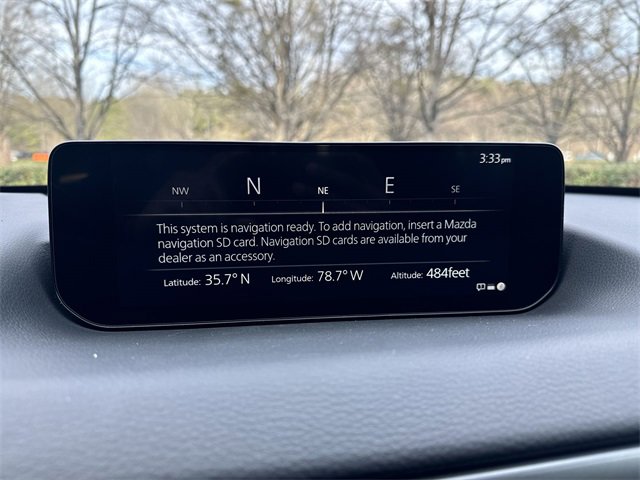 3:33pm
NW N NE E SE
This system is navigation ready. To add navigation, insert a Mazda
navigation SD card. Navigation SD cards are available from your
dealer as an accessory.
Latitude: 35.7° N Longitude: 78.7° W Altitude: 484feet